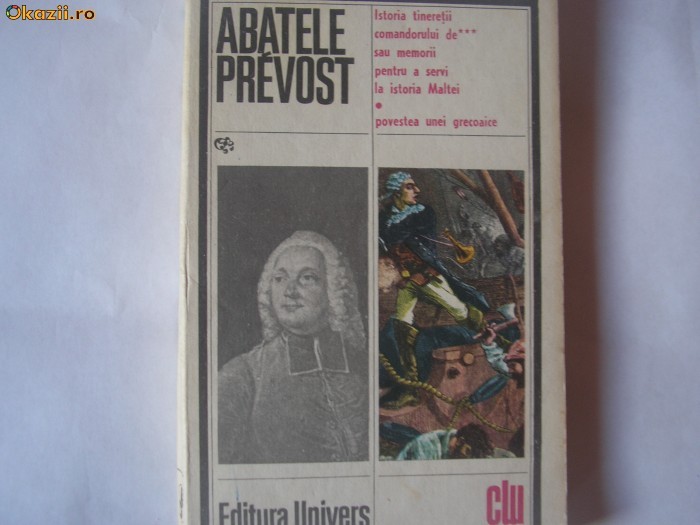 Okazii.ro
ABATELE
PRÉVOST
Istoria tinereții
comandorului de***
sau memorii
pentru a servi
la istoria Maltei
•
povestea unei grecoaice
Editura Univers
clu